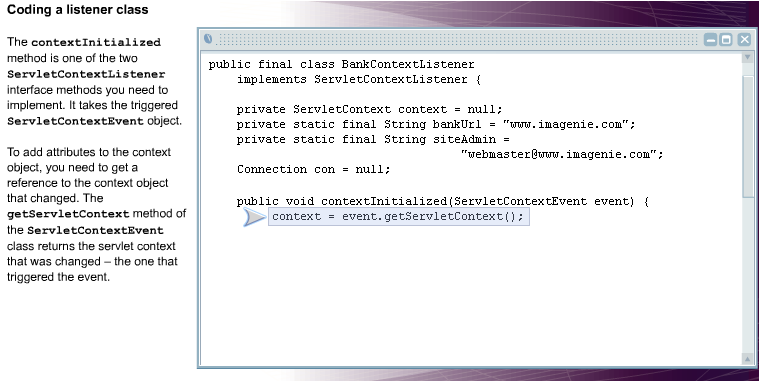 Coding a listener class
The contextInitialized
method is one of the two
ServletContextListener
interface methods you need to
implement. It takes the triggered
ServletContextEvent object.
To add attributes to the context
object, you need to get a
reference to the context object
that changed. The
getServletContext method of
the ServletContextEvent
class returns the servlet context
that was changed – the one that
triggered the event.
public final class BankContextListener
implements ServletContextListener {
private ServletContext context = null;
private static final String bankUrl = "www.imagenie.com";
private static final String siteAdmin =
"webmaster@www.imagenie.com";
Connection con = null;
public void contextInitialized(ServletContextEvent event) {
context = event.getServletContext();